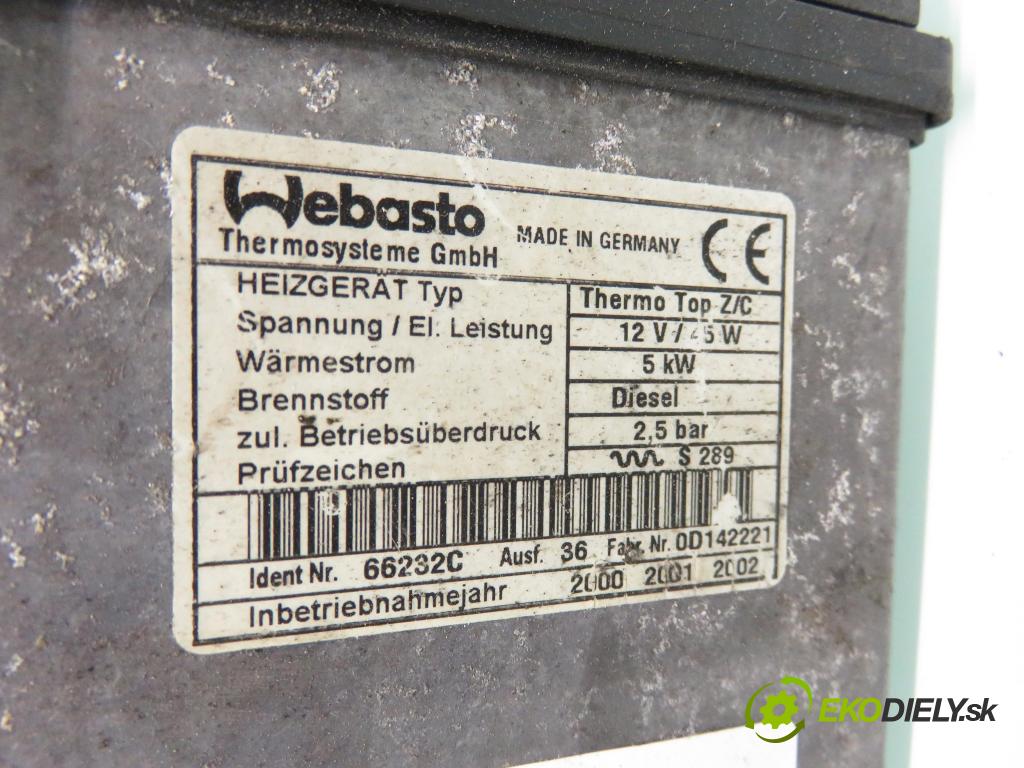 Webasto
Thermosysteme GmbH
MADE IN GERMANY
CE
HEIZGERÄT Typ Thermo Top Z/C
Spannung / El. Leistung 12 V / 45 W
Wärmestrom 5 kW
Brennstoff Diesel
zul. Betriebsüberdruck 2,5 bar
Prüfzeichen S 289
Ident Nr. 66232C Ausf. 36 Fabr. Nr. 0D142221
Inbetriebnahmejahr 2000 2001 2002
EKODIELY.sk